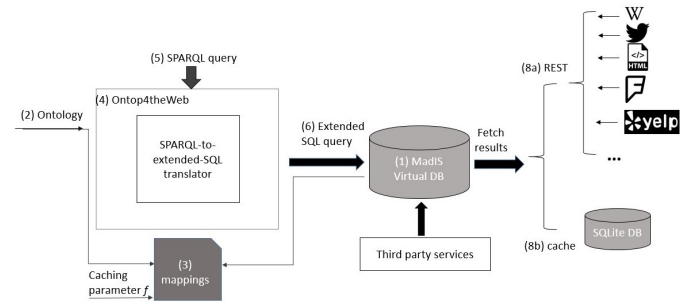 (5) SPARQL query
(4) Ontop4theWeb
(2) Ontology
SPARQL-to-
extended-SQL
translator
(6) Extended
SQL query
(1) MadIS
Virtual DB
Fetch
results
(8a) REST
W
</>
HTML
yelp
...
(8b) cache
SQLite DB
Third party services
(3)
mappings
Caching
parameter f